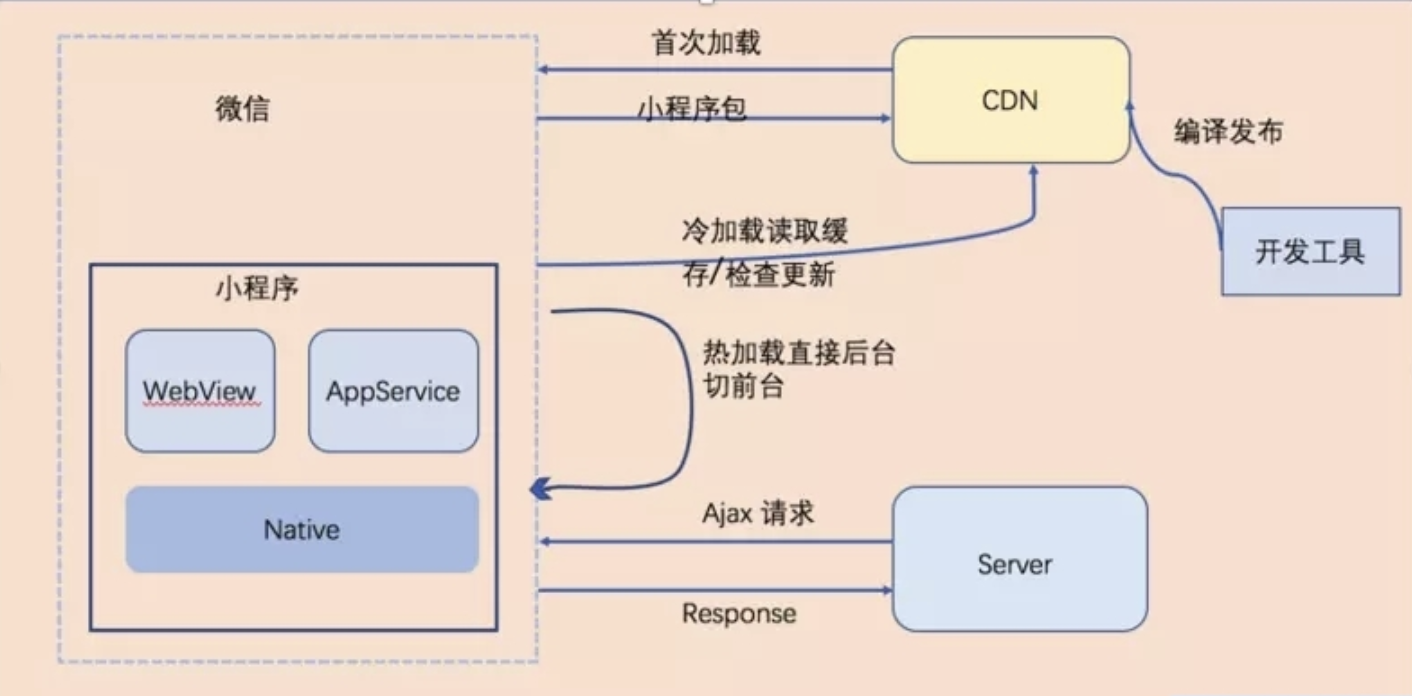 首次加载
微信
小程序包
CDN
编译发布
冷加载读取缓
存/检查更新
开发工具
小程序
热加载直接后台
切前台
WebView
AppService
Ajax 请求
Native
Server
Response